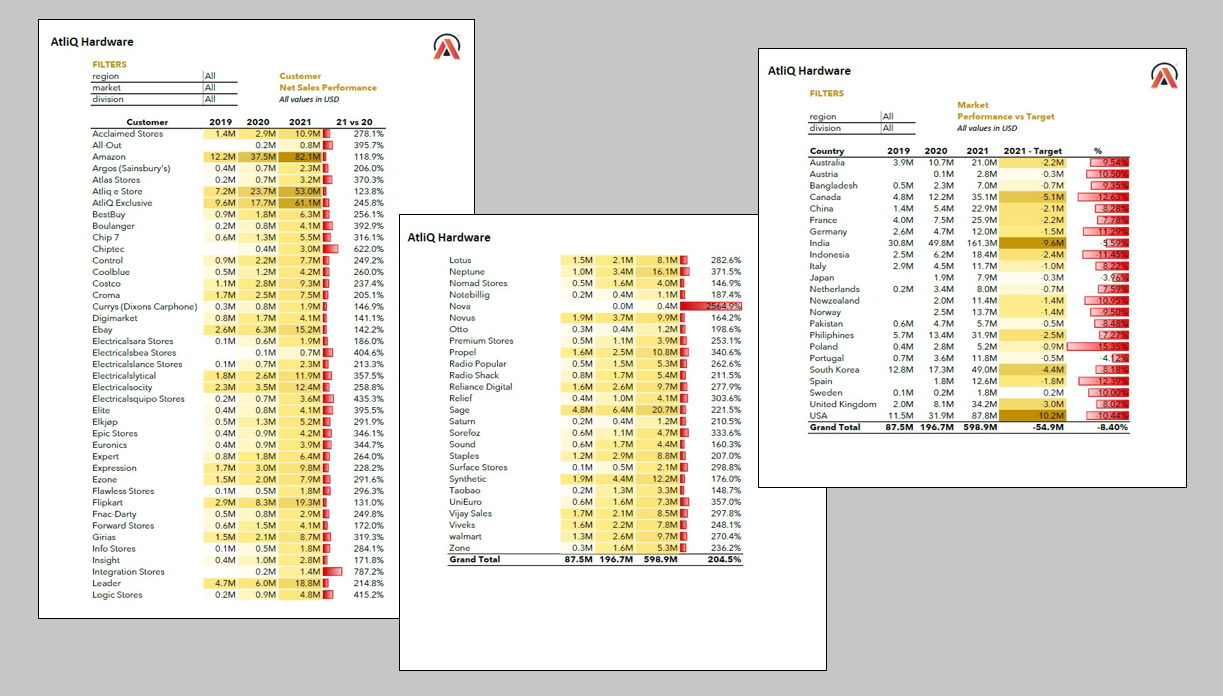 AtliQ Hardware
FILTERS
region All
market All
division All
Customer
Net Sales Performance
All values in USD
Customer 2019 2020 2021 21 vs 20
Acclaimed Stores 1.4M 2.9M 10.9M 278.1%
All-Out 0.2M 0.8M 395.7%
Amazon 12.2M 37.5M 82.1M 118.9%
Argos (Sainsbury's) 0.4M 0.7M 2.3M 206.0%
Atlas Stores 0.2M 0.7M 3.2M 370.3%
Atliq e Store 7.2M 23.7M 53.0M 123.8%
AtliQ Exclusive 9.6M 17.7M 61.1M 245.8%
BestBuy 0.9M 1.8M 6.3M 256.1%
Boulanger 0.2M 0.8M 4.1M 392.9%
Chip 7 0.6M 1.3M 5.5M 316.1%
Chiptec 0.4M 3.0M 622.0%
Control 0.9M 2.2M 7.7M 249.2%
Coolblue 0.5M 1.2M 4.2M 260.0%
Costco 1.1M 2.8M 9.3M 237.4%
Croma 1.7M 2.5M 7.5M 205.1%
Currys (Dixons Carphone) 0.3M 0.8M 1.9M 146.9%
Digimarket 0.8M 1.7M 4.1M 141.1%
Ebay 2.6M 6.3M 15.2M 142.2%
Electricalsara Stores 0.1M 0.6M 1.9M 186.0%
Electricalsbea Stores 0.1M 0.7M 404.6%
Electricalslance Stores 0.1M 0.7M 2.3M 213.3%
Electricalslytical 1.8M 2.6M 11.9M 357.5%
Electricalsocity 2.3M 3.5M 12.4M 258.8%
Electricalsquipo Stores 0.2M 0.7M 3.6M 435.3%
Elite 0.4M 0.8M 4.1M 395.5%
Elkjøp 0.5M 1.3M 5.2M 291.9%
Epic Stores 0.4M 0.9M 4.2M 346.1%
Euronics 0.4M 0.9M 3.9M 344.7%
Expert 0.8M 1.8M 6.4M 264.0%
Expression 1.7M 3.0M 9.8M 228.2%
Ezone 1.5M 2.0M 7.9M 291.6%
Flawless Stores 0.1M 0.5M 1.8M 296.3%
Flipkart 2.9M 8.3M 19.3M 131.0%
Fnac-Darty 0.5M 0.8M 2.9M 249.8%
Forward Stores 0.6M 1.5M 4.1M 172.0%
Girias 1.5M 2.1M 8.7M 319.3%
Info Stores 0.1M 0.5M 1.8M 284.1%
Insight 0.4M 1.0M 2.8M 171.8%
Integration Stores 0.2M 1.4M 787.2%
Leader 4.7M 6.0M 18.8M 214.8%
Logic Stores 0.2M 0.9M 4.8M 415.2%
AtliQ Hardware
Lotus 1.5M 2.1M 8.1M 282.6%
Neptune 1.0M 3.4M 16.1M 371.5%
Nomad Stores 0.5M 1.6M 4.0M 146.9%
Notebillig 0.2M 0.4M 1.1M 187.4%
Nova 0.0M 0.4M 2564.9%
Novus 1.9M 3.7M 9.9M 164.2%
Otto 0.3M 0.4M 1.2M 198.6%
Premium Stores 0.5M 1.1M 3.9M 253.1%
Propel 1.6M 2.5M 10.8M 340.6%
Radio Popular 0.5M 1.5M 5.3M 262.6%
Radio Shack 0.8M 1.7M 5.4M 211.5%
Reliance Digital 1.6M 2.6M 9.7M 277.9%
Relief 0.4M 1.0M 4.1M 303.6%
Sage 4.8M 6.4M 20.7M 221.5%
Saturn 0.2M 0.4M 1.2M 210.5%
Sorefoz 0.6M 1.1M 4.7M 333.6%
Sound 0.6M 1.7M 4.4M 160.3%
Staples 1.2M 2.9M 8.8M 207.0%
Surface Stores 0.1M 0.5M 2.1M 298.8%
Synthetic 1.9M 4.4M 12.2M 176.0%
Taobao 0.2M 1.3M 3.3M 148.7%
UniEuro 0.6M 1.6M 7.3M 357.0%
Vijay Sales 1.7M 2.1M 8.5M 297.8%
Viveks 1.6M 2.2M 7.8M 248.1%
walmart 1.3M 2.6M 9.7M 270.4%
Zone 0.3M 1.6M 5.3M 236.2%
Grand Total 87.5M 196.7M 598.9M 204.5%
AtliQ Hardware
FILTERS
region All
division All
Market
Performance vs Target
All values in USD
Country 2019 2020 2021 2021 - Target %
Australia 3.9M 10.7M 21.0M -2.2M -9.54%
Austria 0.1M 2.8M -0.3M -10.50%
Bangladesh 0.5M 2.3M 7.0M -0.7M -9.35%
Canada 4.8M 12.2M 35.1M -5.1M -12.63%
China 1.4M 5.4M 22.9M -2.1M -8.28%
France 4.0M 7.5M 25.9M -2.2M -7.78%
Germany 2.6M 4.7M 12.0M -1.5M -11.29%
India 30.8M 49.8M 161.3M -9.6M -5.59%
Indonesia 2.5M 6.2M 18.4M -2.4M -11.45%
Italy 2.9M 4.5M 11.7M -1.0M -8.22%
Japan 1.9M 7.9M -0.3M -3.96%
Netherlands 0.2M 3.4M 8.0M -0.7M -7.59%
Newzealand 2.0M 11.4M -1.4M -10.95%
Norway 2.5M 13.7M -1.4M -9.50%
Pakistan 0.6M 4.7M 5.7M -0.5M -8.48%
Philiphines 5.7M 13.4M 31.9M -2.5M -7.27%
Poland 0.4M 2.8M 5.2M -0.9M -15.35%
Portugal 0.7M 3.6M 11.8M -0.5M -4.12%
South Korea 12.8M 17.3M 49.0M -4.4M -8.18%
Spain 1.8M 12.6M -1.8M -12.39%
Sweden 0.1M 0.2M 1.8M -0.2M -10.00%
United Kingdom 2.0M 8.1M 34.2M -3.0M -8.02%
USA 11.5M 31.9M 87.8M -10.2M -10.44%
Grand Total 87.5M 196.7M 598.9M -54.9M -8.40%